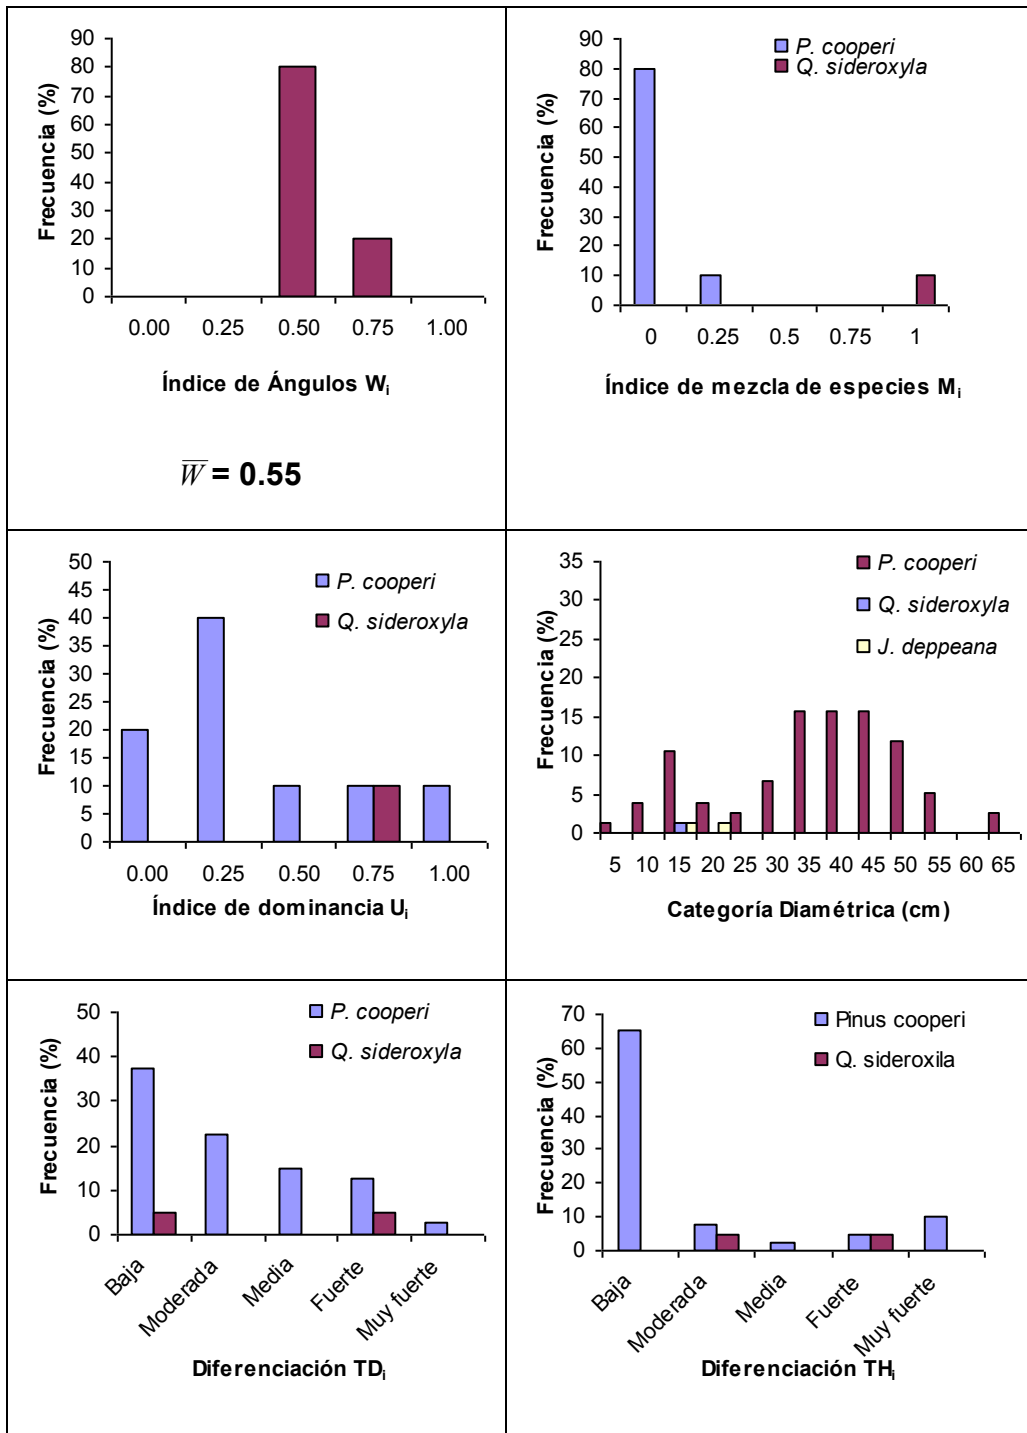 90
80
70
60
50
40
30
20
10
0
Frecuencia (%)
0.00 0.25 0.50 0.75 1.00
Índice de Ángulos Wi
W = 0.55
90
80
70
60
50
40
30
20
10
0
Frecuencia (%)
P. cooperi
Q. sideroxyla
0 0.25 0.5 0.75 1
Índice de mezcla de especies Mi
50
45
40
35
30
25
20
15
10
5
0
Frecuencia (%)
P. cooperi
Q. sideroxyla
0.00 0.25 0.50 0.75 1.00
Índice de dominancia Ui
35
30
25
20
15
10
5
0
Frecuencia (%)
P. cooperi
Q. sideroxyla
J. deppeana
5 10 15 20 25 30 35 40 45 50 55 60 65
Categoría Diamétrica (cm)
50
40
30
20
10
0
Frecuencia (%)
P. cooperi
Q. sideroxyla
Baja
Moderada
Media
Fuerte
Muy fuerte
Diferenciación TDi
70
60
50
40
30
20
10
0
Frecuencia (%)
Pinus cooperi
Q. sideroxila
Baja
Moderada
Media
Fuerte
Muy fuerte
Diferenciación THi